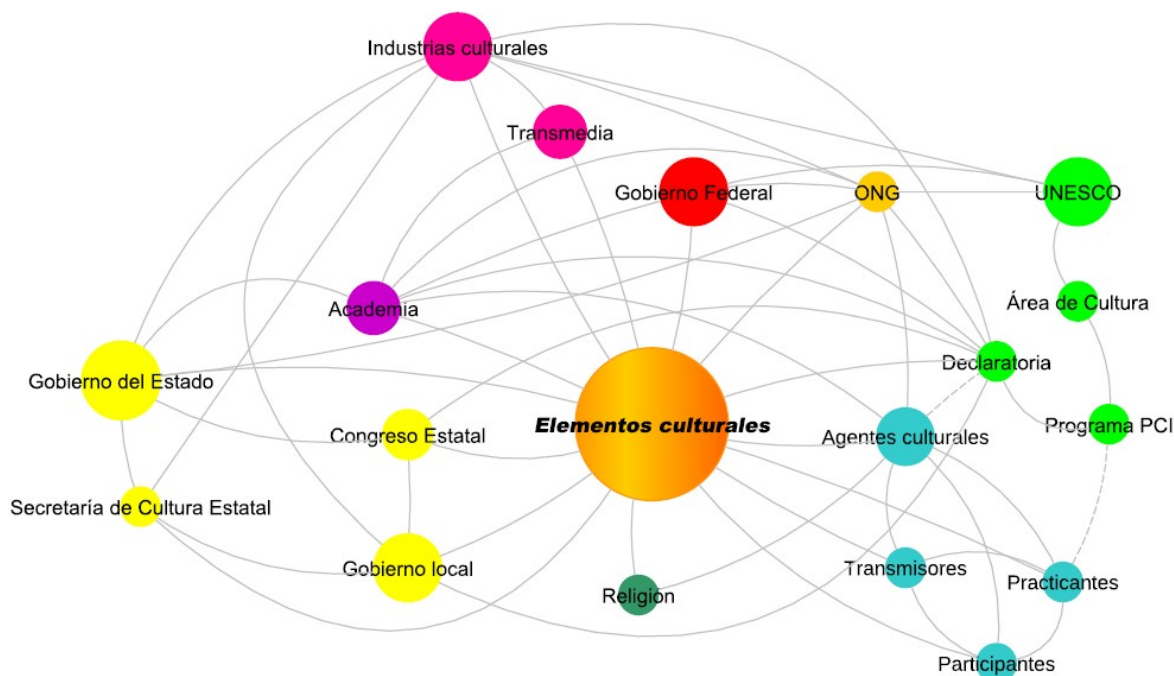 Industrias culturales
Transmedia
Gobierno Federal
ONG
UNESCO
Área de Cultura
Academia
Declaratoria
Gobierno del Estado
Elementos culturales
Congreso Estatal
Agentes culturales
Programa PCI
Secretaría de Cultura Estatal
Gobierno local
Transmisores
Practicantes
Religión
Participantes